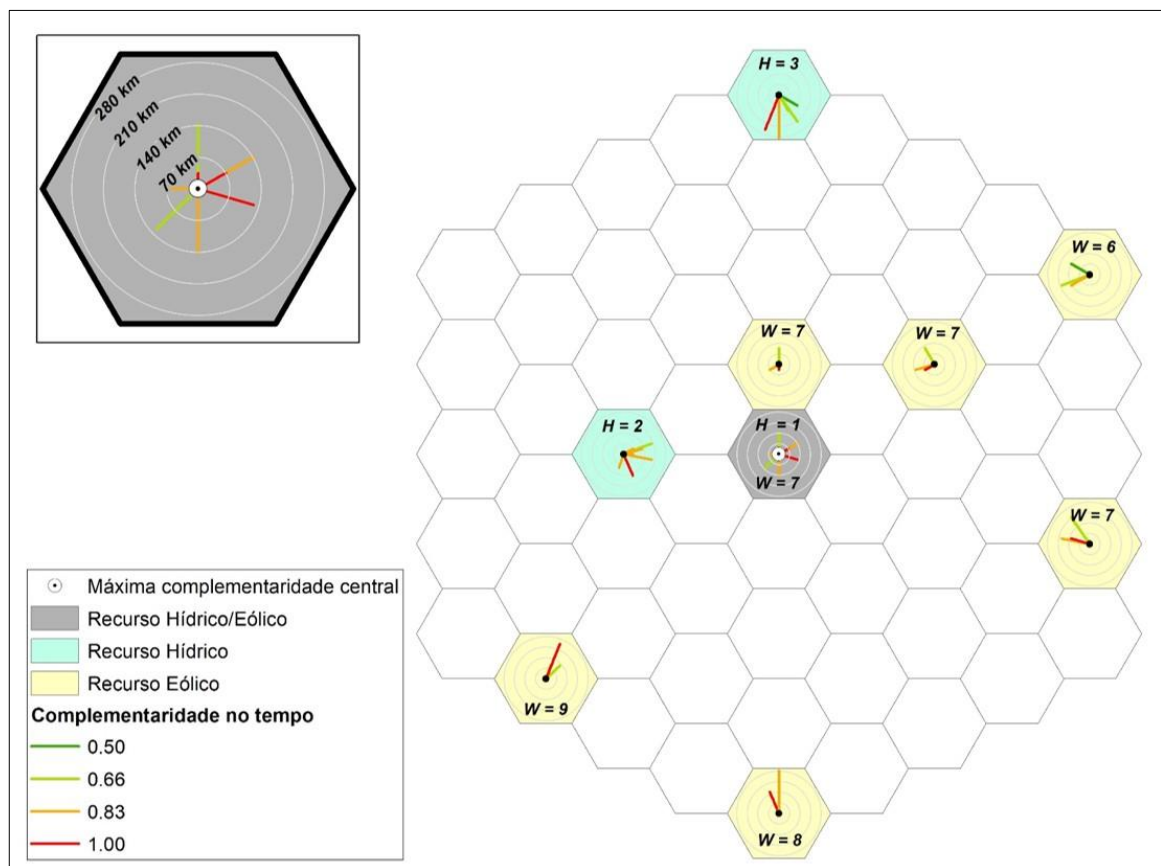 280 km
210 km
140 km
70 km
H = 3
W = 6
W = 7
W = 7
H = 2
H = 1
W = 7
W = 7
W = 9
W = 8
Máxima complementaridade central
Recurso Hídrico/Eólico
Recurso Hídrico
Recurso Eólico
Complementaridade no tempo
0.50
0.66
0.83
1.00